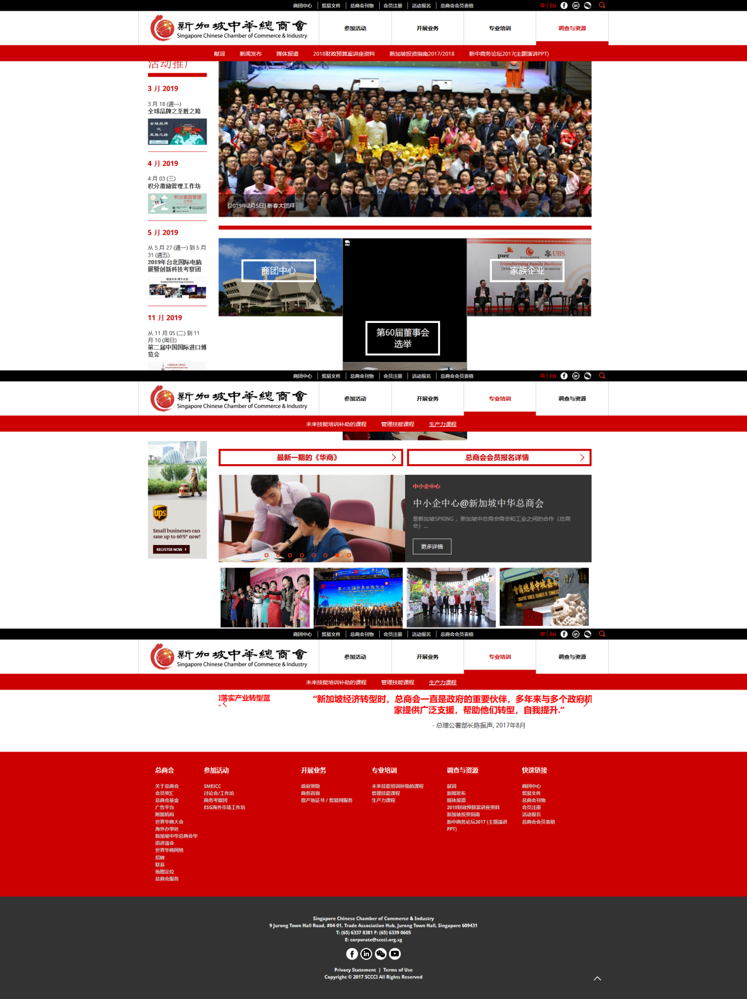 商团中心 | 贸易文件 | 总商会刊物 | 会员注册 | 活动报名 | 总商会会员表格
中 | En
新加坡中华總商會
Singapore Chinese Chamber of Commerce & Industry
参加活动
开展业务
专业培训
调查与资源
献词
新闻发布
媒体报道
2018财政预算案讲座资料
新加坡投资指南2017/2018
新中商务论坛2017(主题演讲PPT)
活动推广
3 月 2019
3 月 18 (週一)
全球品牌之至胜之路
全球品牌
之
至胜之路
4 月 2019
4 月 03 (三)
积分激励管理工作坊
积分激励管理
工作坊
5 月 2019
从 5 月 27 (週一) 到 5 月
31 (週五)
2019年台北国际电脑
展暨创新科技考察团
11 月 2019
从 11 月 05 (二) 到 11
月 10 (周日)
第二届中国国际进口博
览会
[2019年2月5日] 新春大团拜
商团中心
第60届董事会
选举
pwc
UBS
Transforming Family Business
家族企业
商团中心 | 贸易文件 | 总商会刊物 | 会员注册 | 活动报名 | 总商会会员表格
中 | En
新加坡中华總商會
Singapore Chinese Chamber of Commerce & Industry
参加活动
开展业务
专业培训
调查与资源
未来技能培训补助的课程
管理技能课程
生产力课程
ups
Small businesses can
save up to 60%* now!
REGISTER NOW
最新一期的《华商》
总商会会员报名详情
中小企中心
中小企中心@新加坡中华总商会
是新加坡SPRING ，新加坡中总商会商会和工业之间的合作（总商
会）...
更多详情
第十三届世界华商大会
47
商团中心 | 贸易文件 | 总商会刊物 | 会员注册 | 活动报名 | 总商会会员表格
中 | En
新加坡中华總商會
Singapore Chinese Chamber of Commerce & Industry
参加活动
开展业务
专业培训
调查与资源
未来技能培训补助的课程
管理技能课程
生产力课程
落实产业转型蓝
“新加坡经济转型时，总商会一直是政府的重要伙伴，多年来与多个政府机
家提供广泛支援，帮助他们转型，自我提升.”
- 总理公署部长陈振声, 2017年8月
总商会
关于总商会
会员资汇
总商会基金
广告平台
附属机构
世界华商大会
海外办事处
新加坡中华总商会华
语讲演会
世界华商网络
招聘
联系
地图定位
总商会服务
参加活动
SMEICC
讨论会/工作坊
商务考察团
ESG海外市场工作坊
开展业务
政府资助
商务咨询
原产地证书 / 贸易网服务
专业培训
未来技能培训补助的课程
管理技能课程
生产力课程
调查与资源
献词
新闻发布
媒体报道
2018财政预算案讲座资料
新加坡投资指南
新中商务论坛2017 (主题演讲
PPT)
快速链接
商团中心
贸易文件
总商会刊物
会员注册
活动报名
总商会会员表格
Singapore Chinese Chamber of Commerce & Industry
9 Jurong Town Hall Road, #04-01, Trade Association Hub, Jurong Town Hall, Singapore 609431
T: (65) 6337 8381 F: (65) 6339 0605
E: corporate@sccci.org.sg
Privacy Statement | Terms of Use
Copyright © 2017 SCCCI All Rights Reserved